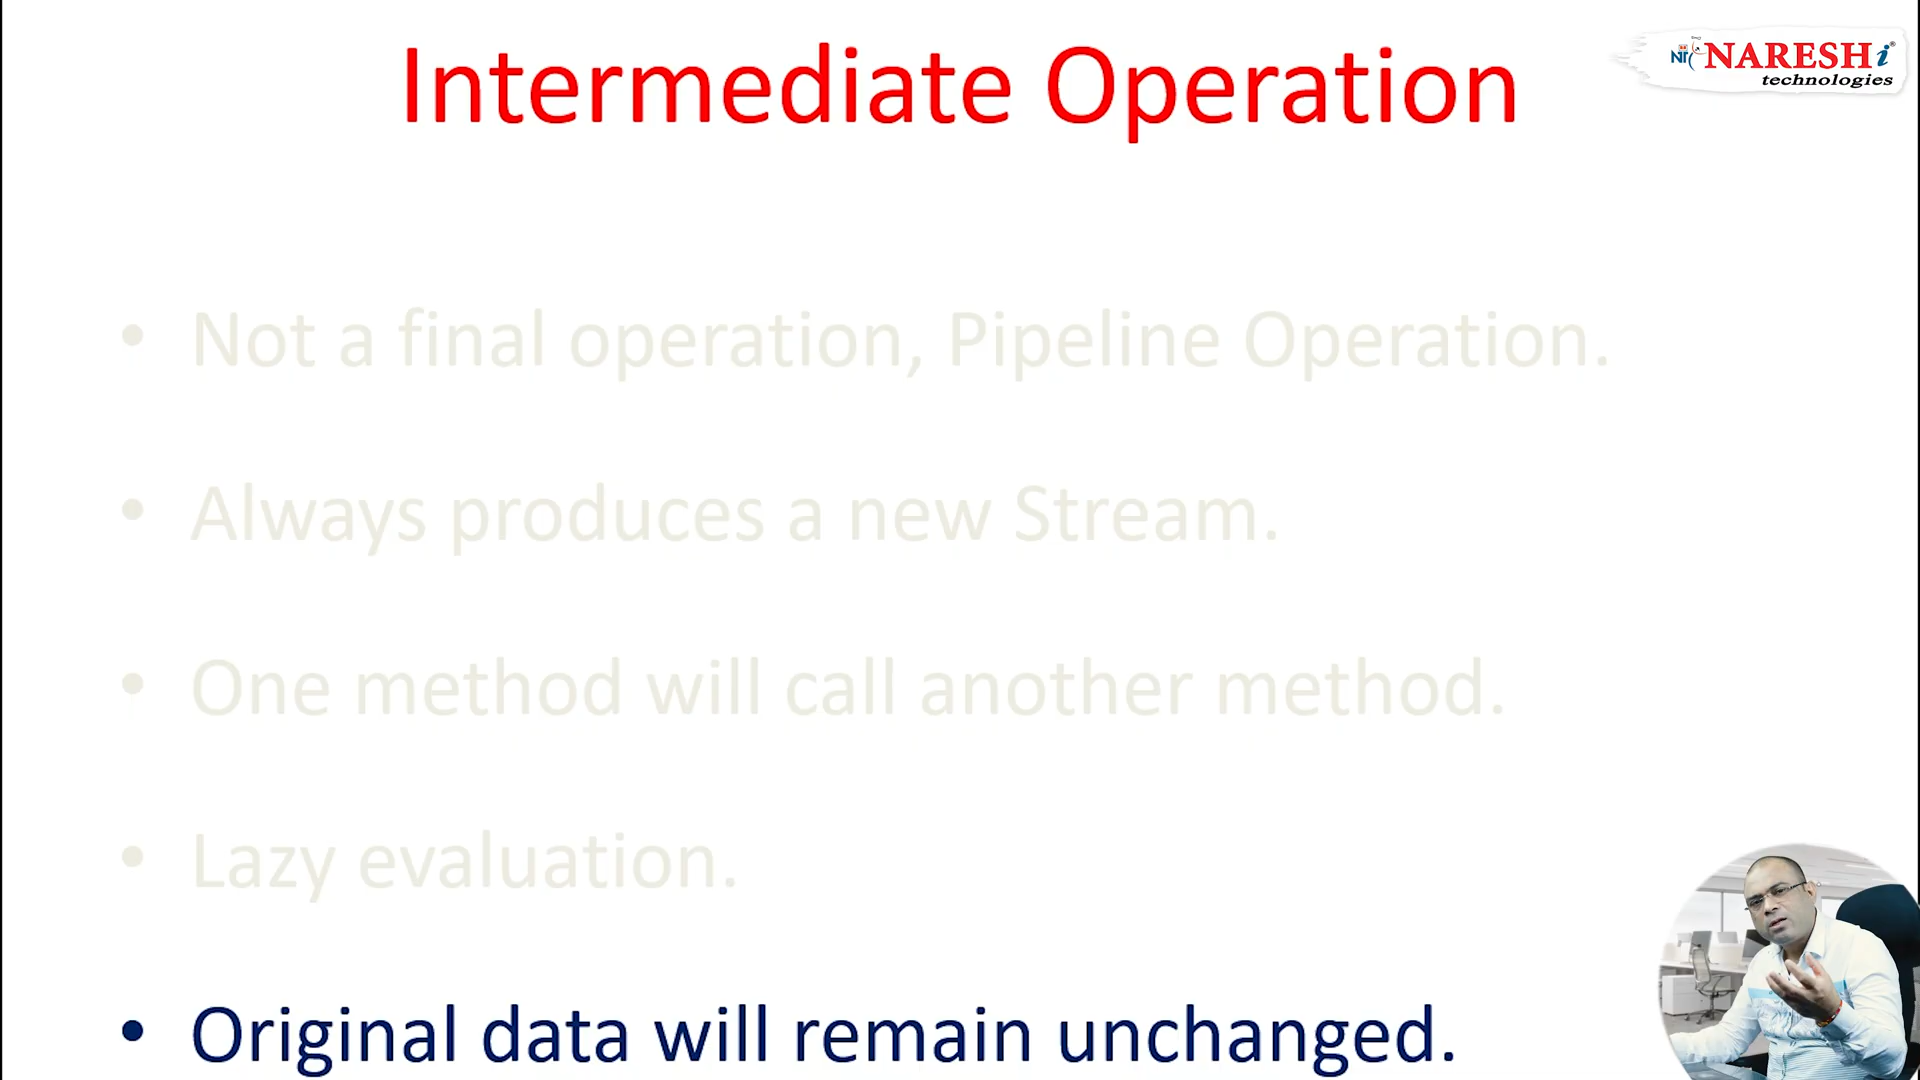 Intermediate Operation
NARESH i
technologies
• Not a final operation, Pipeline Operation.
• Always produces a new Stream.
• One method will call another method.
• Lazy evaluation.
• Original data will remain unchanged.